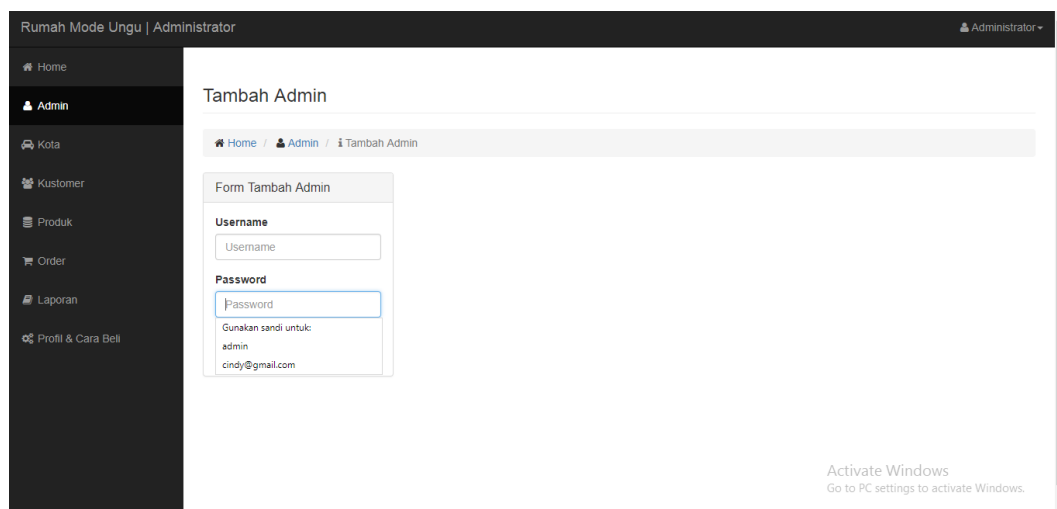 Rumah Mode Ungu | Administrator
Administrator
Home
Admin
Kota
Kustomer
Produk
Order
Laporan
Profil & Cara Beli
Tambah Admin
Home / Admin / Tambah Admin
Form Tambah Admin
Username
Username
Password
Password
Gunakan sandi untuk:
admin
cindy@gmail.com
Activate Windows
Go to PC settings to activate Windows.